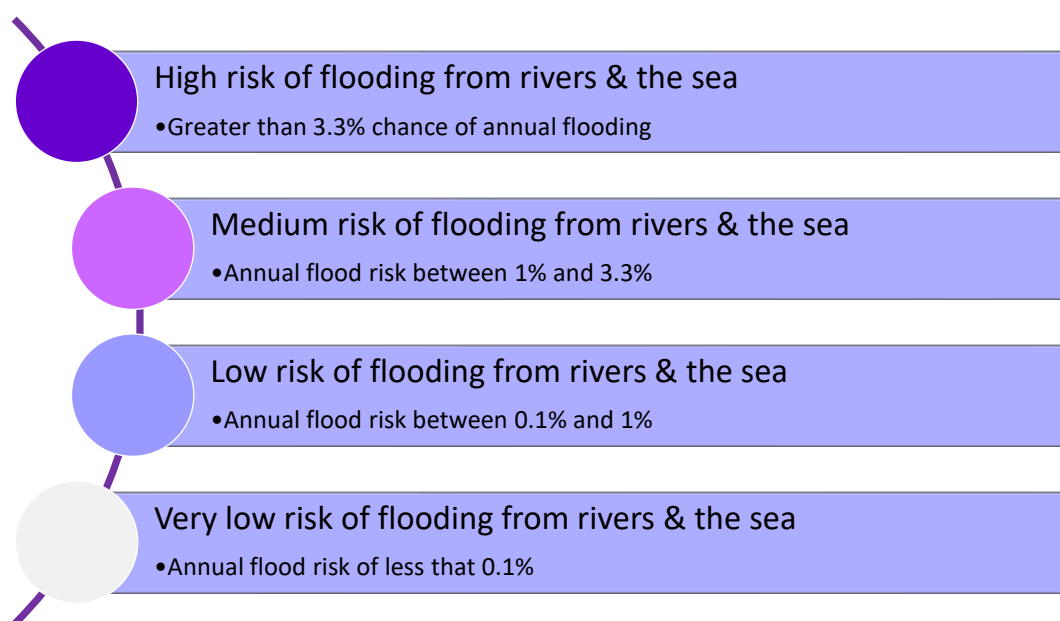 High risk of flooding from rivers & the sea
•Greater than 3.3% chance of annual flooding
Medium risk of flooding from rivers & the sea
•Annual flood risk between 1% and 3.3%
Low risk of flooding from rivers & the sea
•Annual flood risk between 0.1% and 1%
Very low risk of flooding from rivers & the sea
•Annual flood risk of less that 0.1%